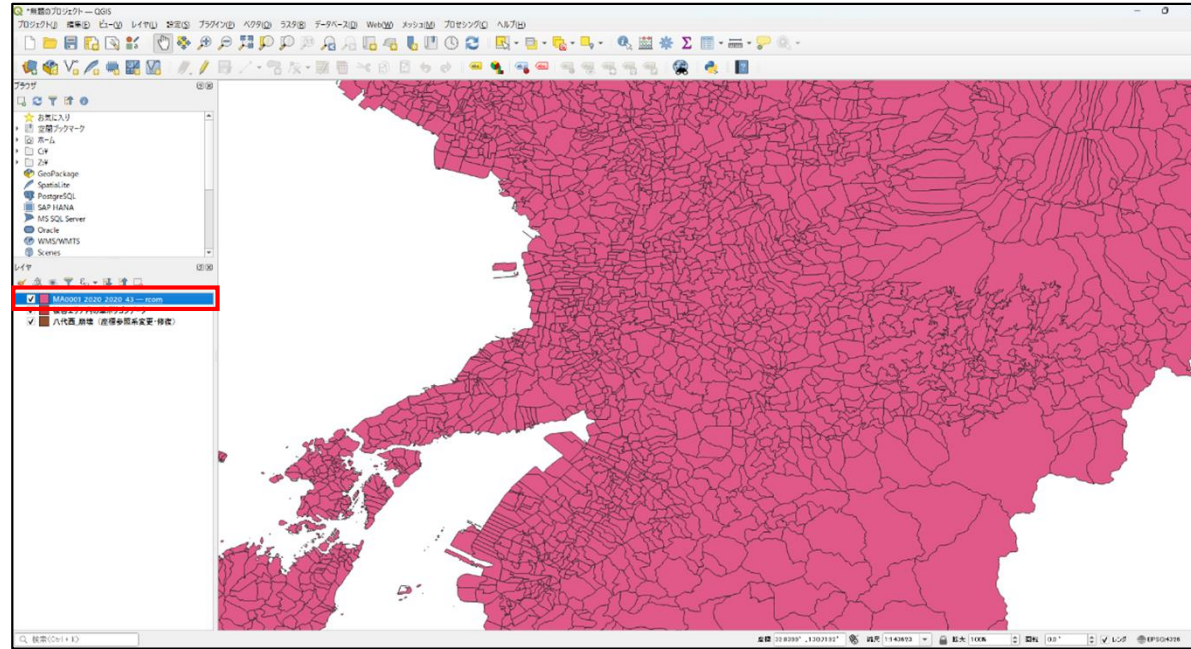 *無題のプロジェクト — QGIS
プロジェクト(J) 編集(E) ビュー(V) レイヤ(L) 設定(S) プラグイン(P) ベクタ(O) ラスタ(R) データベース(D) Web(W) メッシュ(M) プロセシング(C) ヘルプ(H)
ブラウザ
お気に入り
空間ブックマーク
ホーム
C:¥
Z:¥
GeoPackage
SpatiaLite
PostgreSQL
SAP HANA
MS SQL Server
Oracle
WMS/WMTS
Scenes
レイヤ
MA0001_2020_2020_43 — rcom
八代西_崩壊（座標参照系変更-修復）
検索(Ctrl+K)
座標
縮尺
拡大 100%
回転 0.0°
レンダ
EPSG:4326